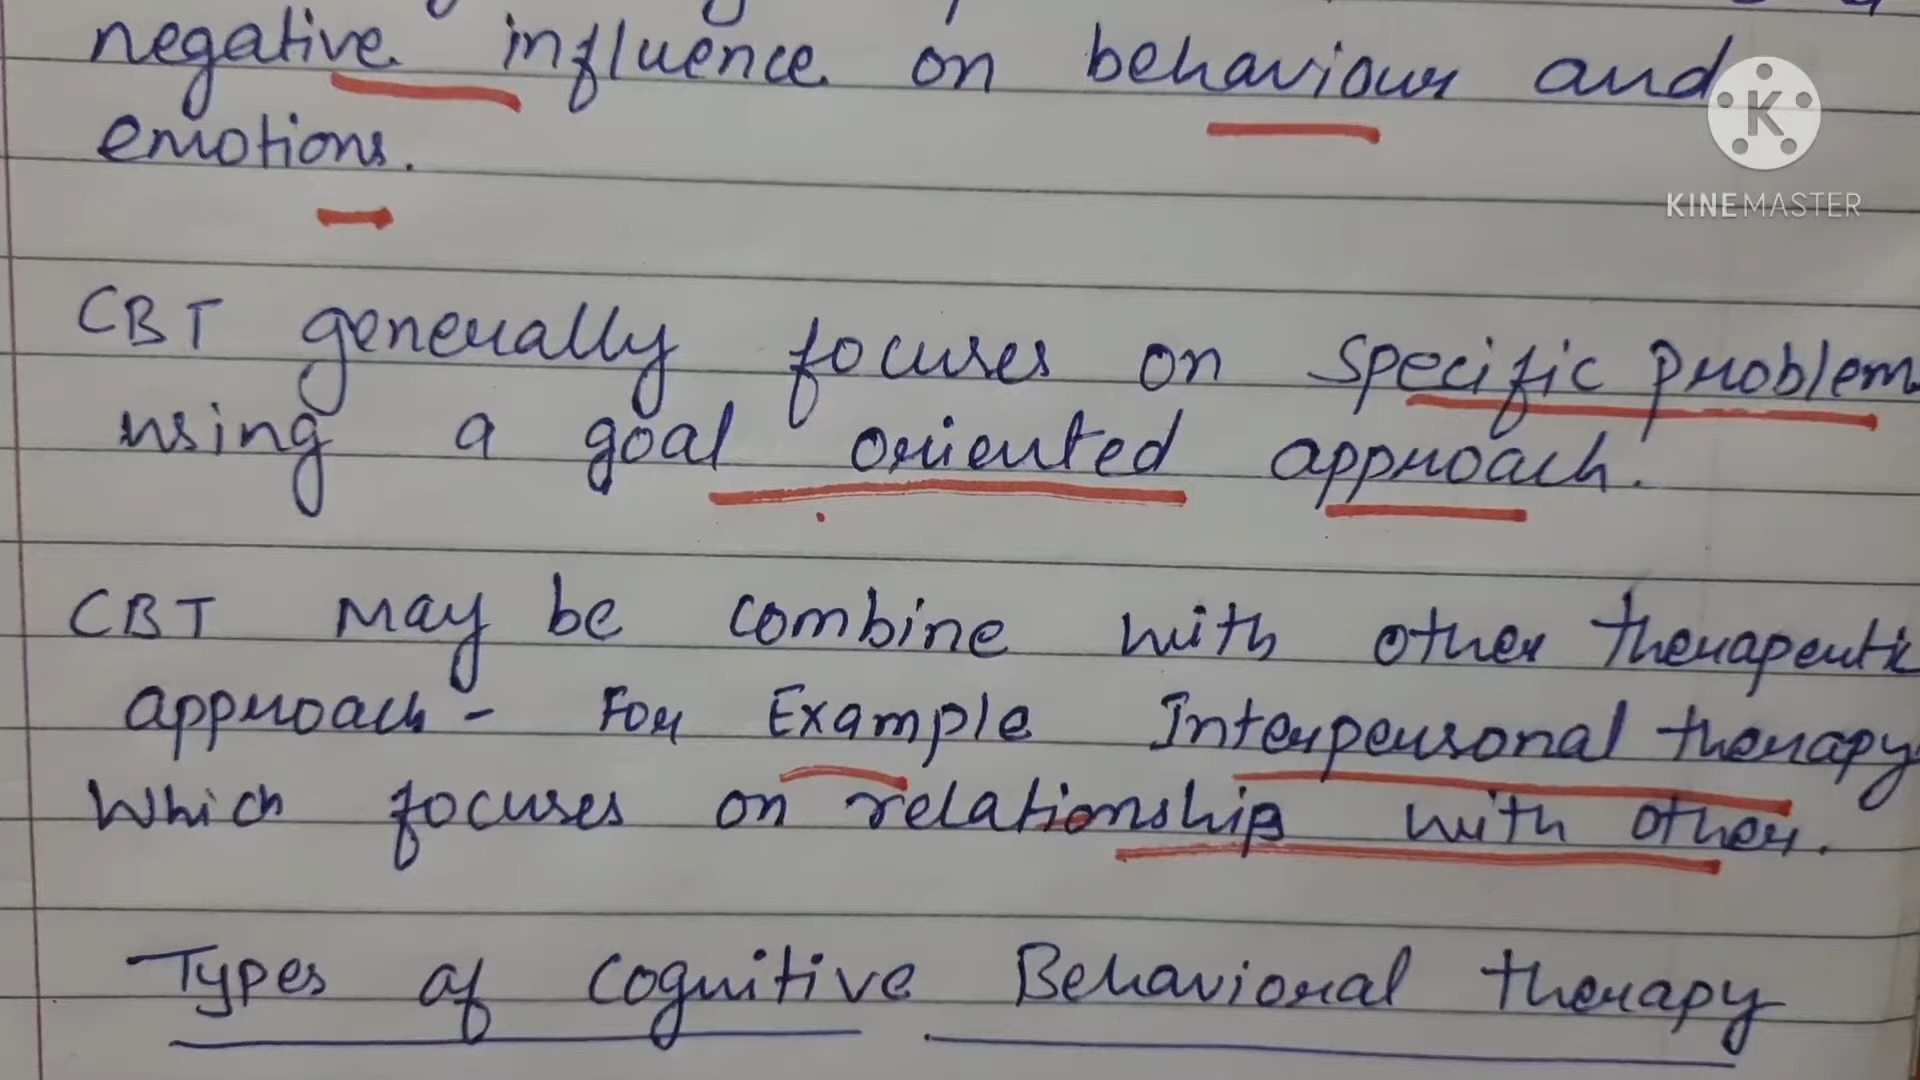 negative influence on behaviour and
emotions.
K
KINEMASTER
CBT generally focuses on specific problem
using a goal oriented approach.
CBT may be combine with other therapeutic
approach - For Example Interpersonal therapy
Which focuses on relationship with other.
Types of Cognitive Behavioral therapy